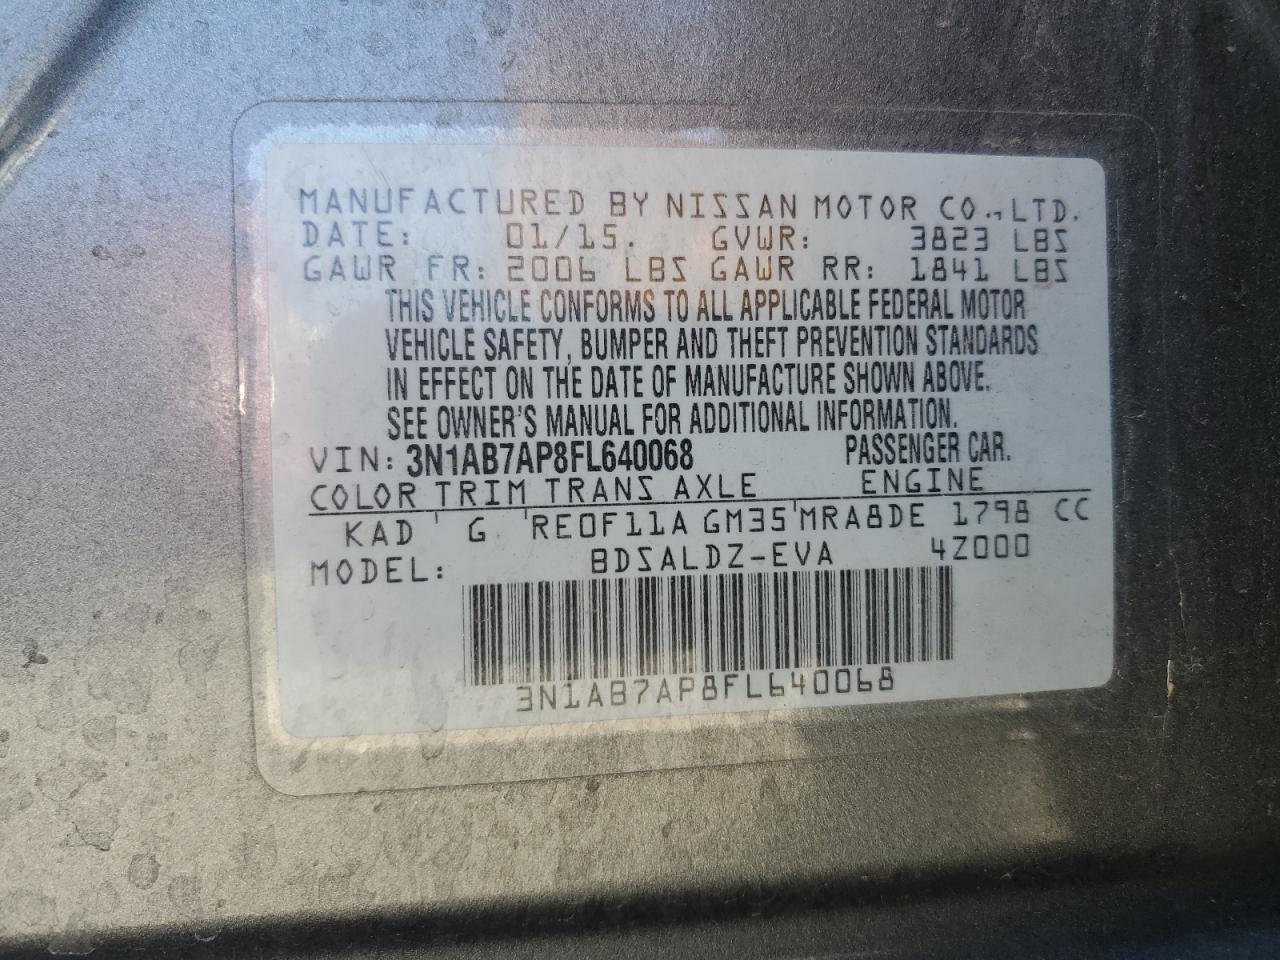 MANUFACTURED BY NISSAN MOTOR CO., LTD.
DATE: 01/15. GVWR: 3823 LBS
GAWR FR: 2006 LBS GAWR RR: 1841 LBS
THIS VEHICLE CONFORMS TO ALL APPLICABLE FEDERAL MOTOR
VEHICLE SAFETY, BUMPER AND THEFT PREVENTION STANDARDS
IN EFFECT ON THE DATE OF MANUFACTURE SHOWN ABOVE.
SEE OWNER'S MANUAL FOR ADDITIONAL INFORMATION.
VIN: 3N1AB7AP8FL640068 PASSENGER CAR.
COLOR TRIM TRANS AXLE ENGINE
KAD G RE0F11A GM35 MRA8DE 1798 CC
MODEL: BDSALDZ-EVA 4Z000
3N1AB7AP8FL640068